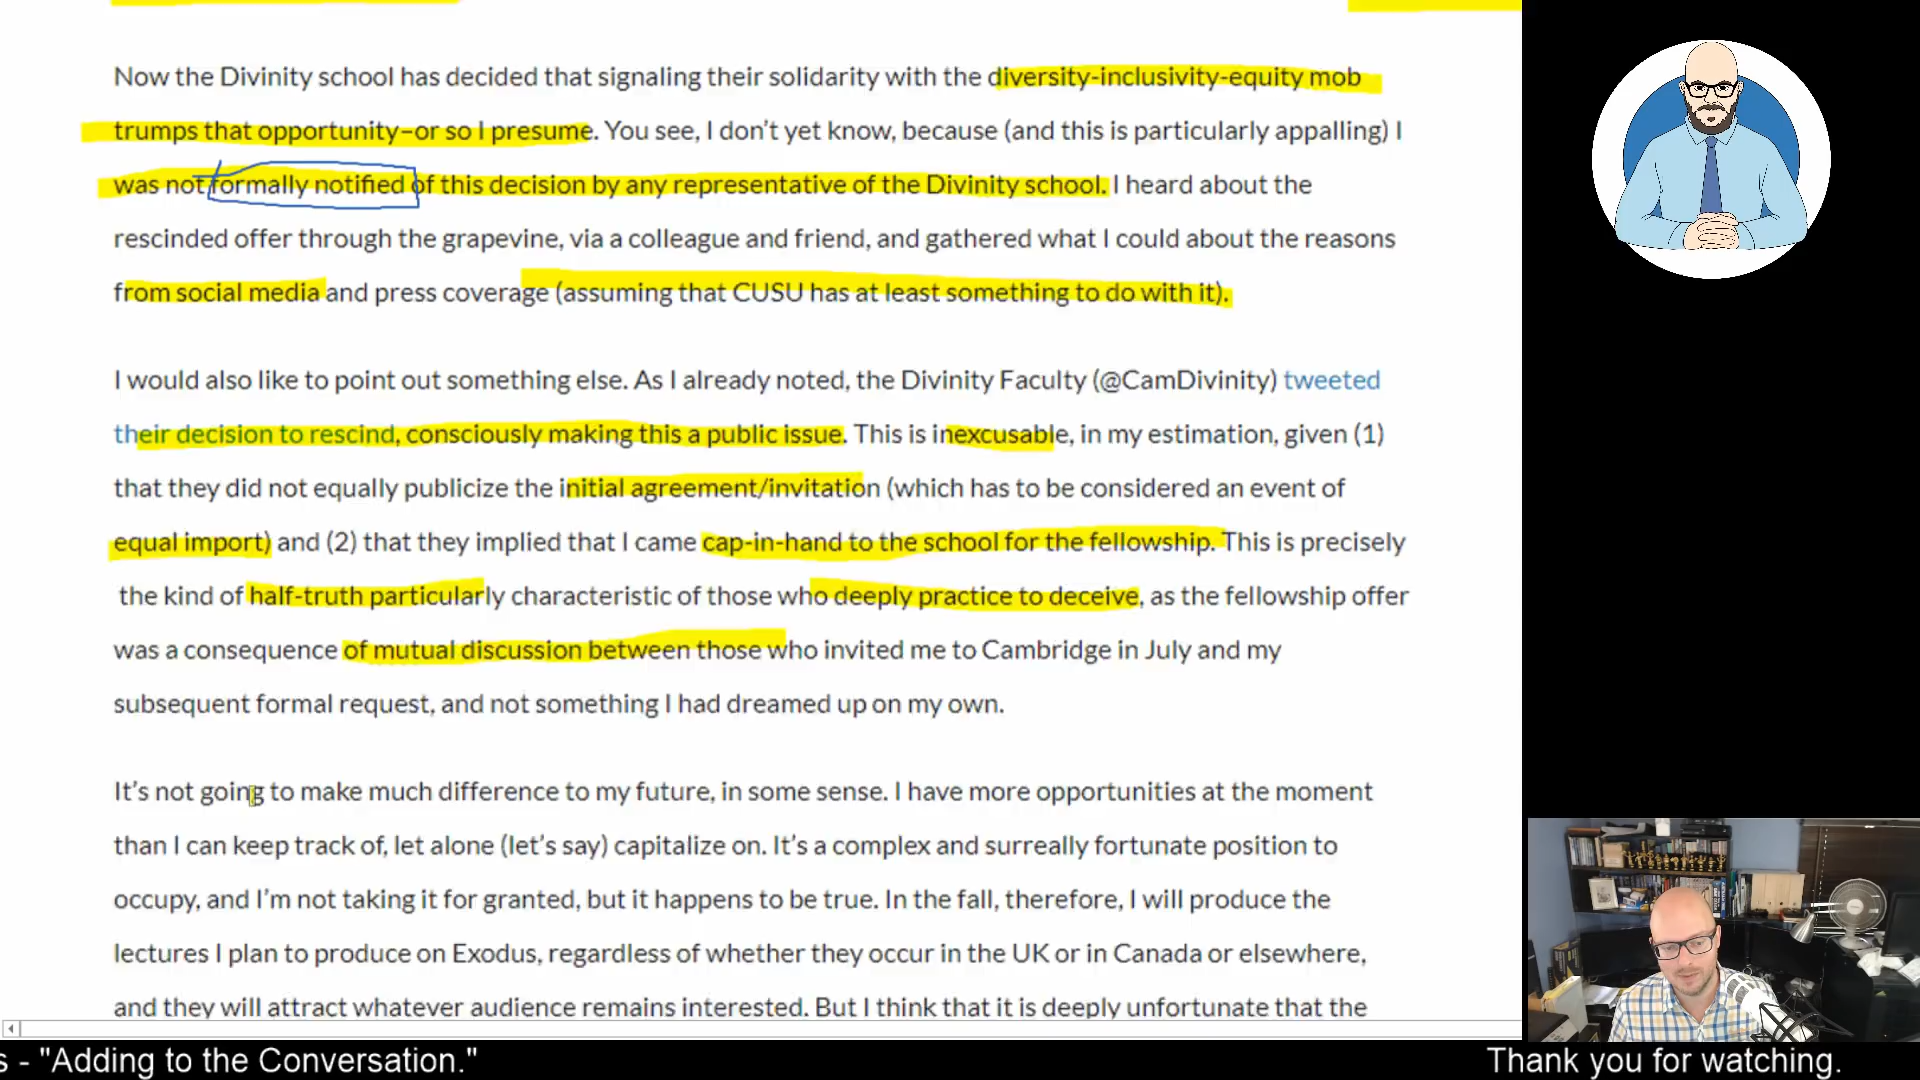 Now the Divinity school has decided that signaling their solidarity with the diversity-inclusivity-equity mob
trumps that opportunity–or so I presume. You see, I don’t yet know, because (and this is particularly appalling) I
was not formally notified of this decision by any representative of the Divinity school. I heard about the
rescinded offer through the grapevine, via a colleague and friend, and gathered what I could about the reasons
from social media and press coverage (assuming that CUSU has at least something to do with it).
I would also like to point out something else. As I already noted, the Divinity Faculty (@CamDivinity) tweeted
their decision to rescind, consciously making this a public issue. This is inexcusable, in my estimation, given (1)
that they did not equally publicize the initial agreement/invitation (which has to be considered an event of
equal import) and (2) that they implied that I came cap-in-hand to the school for the fellowship. This is precisely
the kind of half-truth particularly characteristic of those who deeply practice to deceive, as the fellowship offer
was a consequence of mutual discussion between those who invited me to Cambridge in July and my
subsequent formal request, and not something I had dreamed up on my own.
It’s not going to make much difference to my future, in some sense. I have more opportunities at the moment
than I can keep track of, let alone (let’s say) capitalize on. It’s a complex and surreally fortunate position to
occupy, and I’m not taking it for granted, but it happens to be true. In the fall, therefore, I will produce the
lectures I plan to produce on Exodus, regardless of whether they occur in the UK or in Canada or elsewhere,
and they will attract whatever audience remains interested. But I think that it is deeply unfortunate that the
s - "Adding to the Conversation."
Thank you for watching.